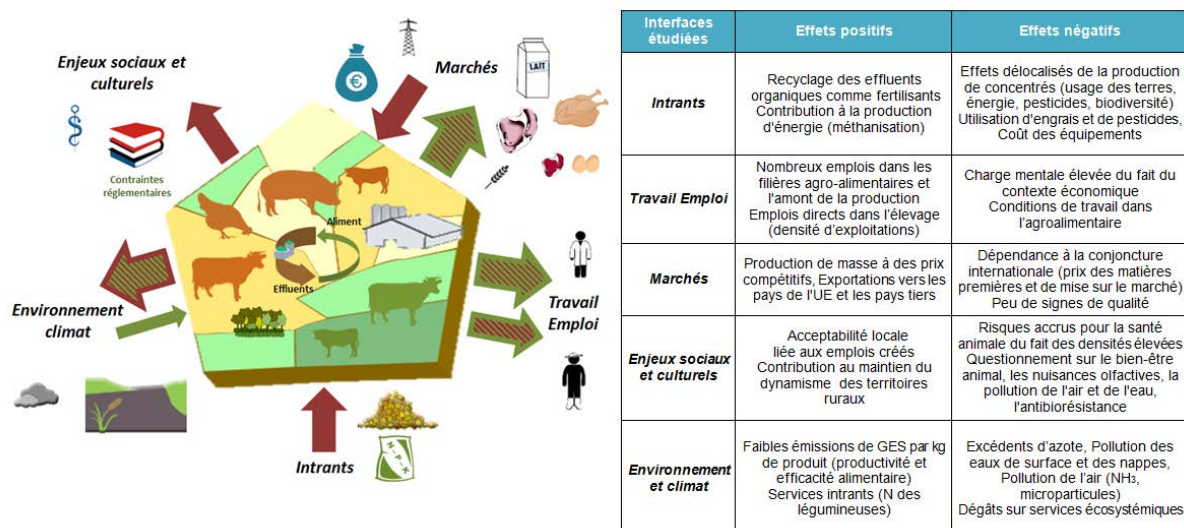 Enjeux sociaux et
culturels
Contraintes
réglementaires
Marchés
LAIT
Aliment
Effluents
Environnement
climat
Travail
Emploi
Intrants
N-P-K
Interfaces
étudiées
Effets positifs
Effets négatifs
Intrants
Recyclage des effluents
organiques comme fertilisants
Contribution à la production
d'énergie (méthanisation)
Effets délocalisés de la production
de concentrés (usage des terres,
énergie, pesticides, biodiversité)
Utilisation d'engrais et de pesticides,
Coût des équipements
Travail Emploi
Nombreux emplois dans les
filières agro-alimentaires et
l'amont de la production
Emplois directs dans l'élevage
(densité d'exploitations)
Charge mentale élevée du fait du
contexte économique
Conditions de travail dans
l'agroalimentaire
Marchés
Production de masse à des prix
compétitifs, Exportations vers les
pays de l'UE et les pays tiers
Dépendance à la conjoncture
internationale (prix des matières
premières et de mise sur le marché)
Peu de signes de qualité
Enjeux sociaux
et culturels
Acceptabilité locale
liée aux emplois créés
Contribution au maintien du
dynamisme des territoires
ruraux
Risques accrus pour la santé
animale du fait des densités élevées
Questionnement sur le bien-être
animal, les nuisances olfactives, la
pollution de l'air et de l'eau,
l'antibiorésistance
Environnement
et climat
Faibles émissions de GES par kg
de produit (productivité et
efficacité alimentaire)
Services intrants (N des
légumineuses)
Excédents d'azote, Pollution des
eaux de surface et des nappes,
Pollution de l'air (NH₃,
microparticules)
Dégâts sur services écosystémiques